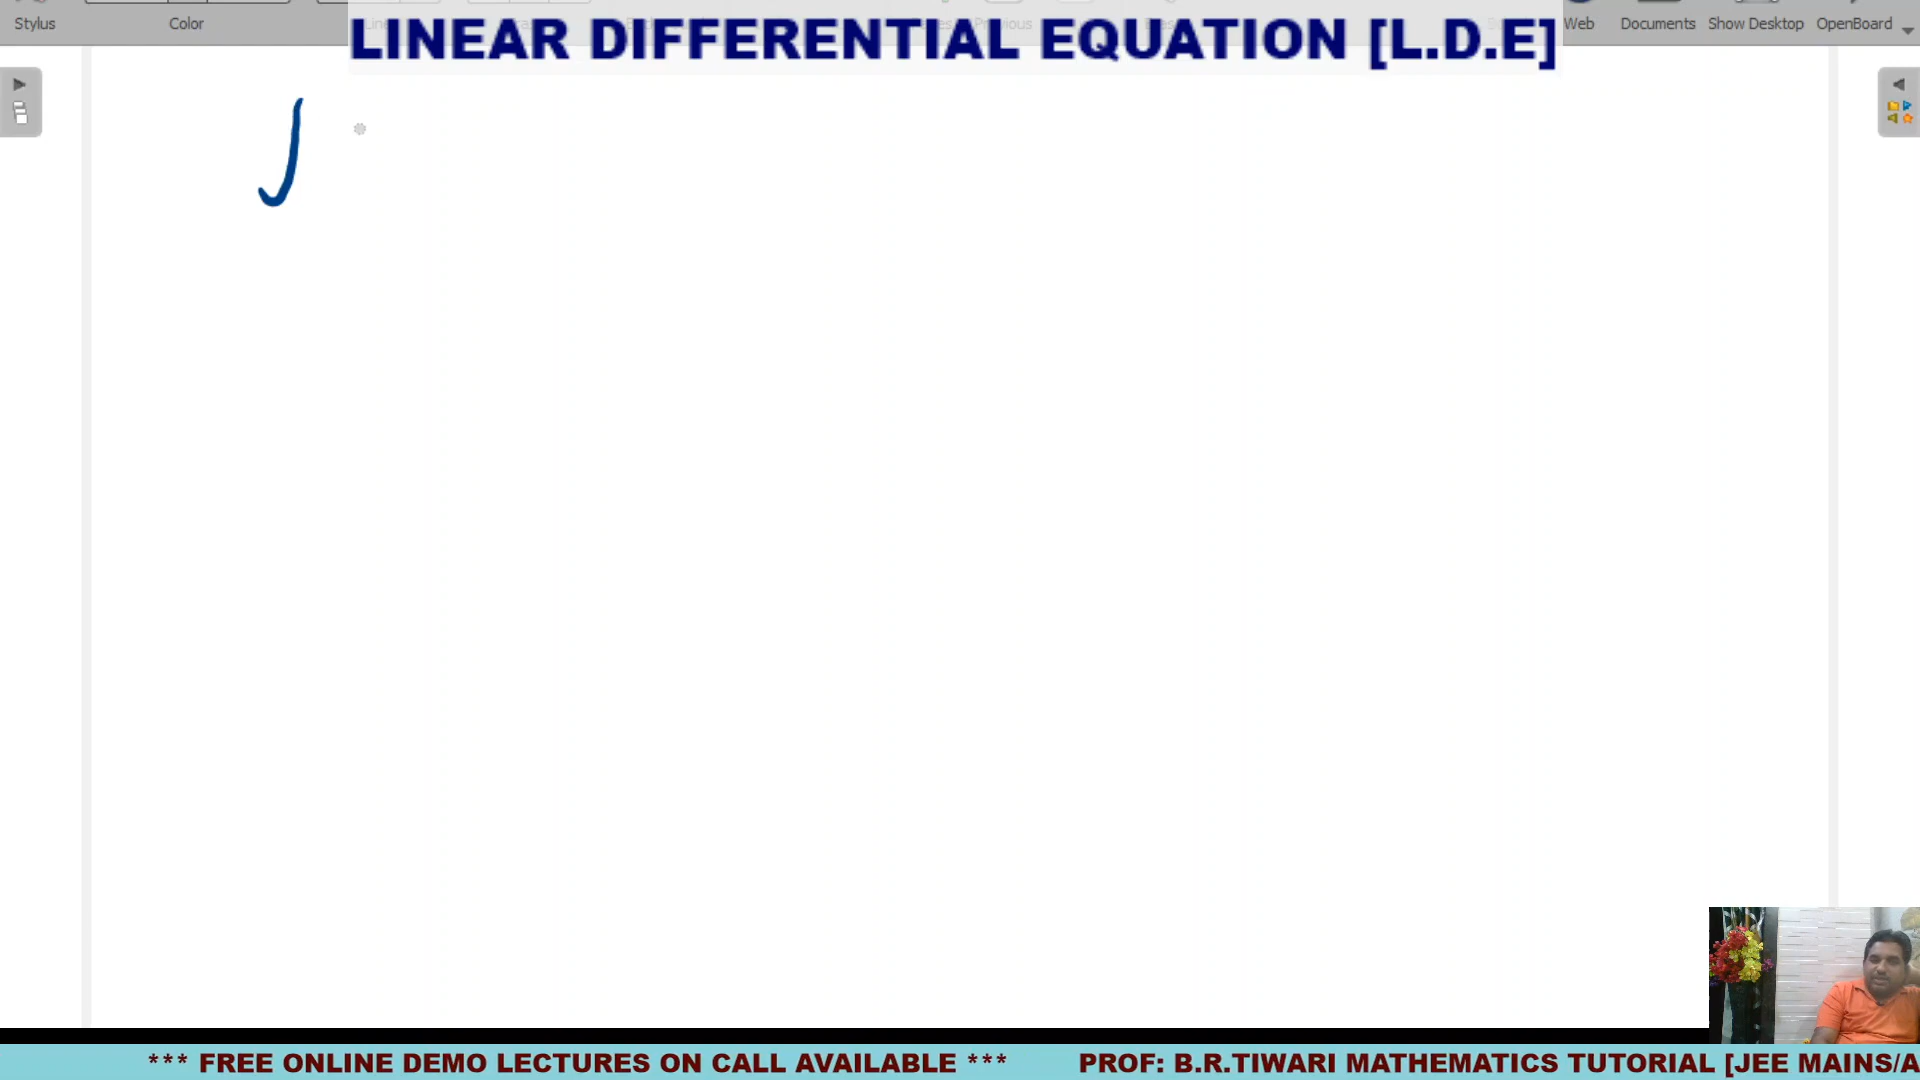 Stylus Color Web Documents Show Desktop OpenBoard
LINEAR DIFFERENTIAL EQUATION [L.D.E]
*** FREE ONLINE DEMO LECTURES ON CALL AVAILABLE *** PROF: B.R.TIWARI MATHEMATICS TUTORIAL [JEE MAINS/A